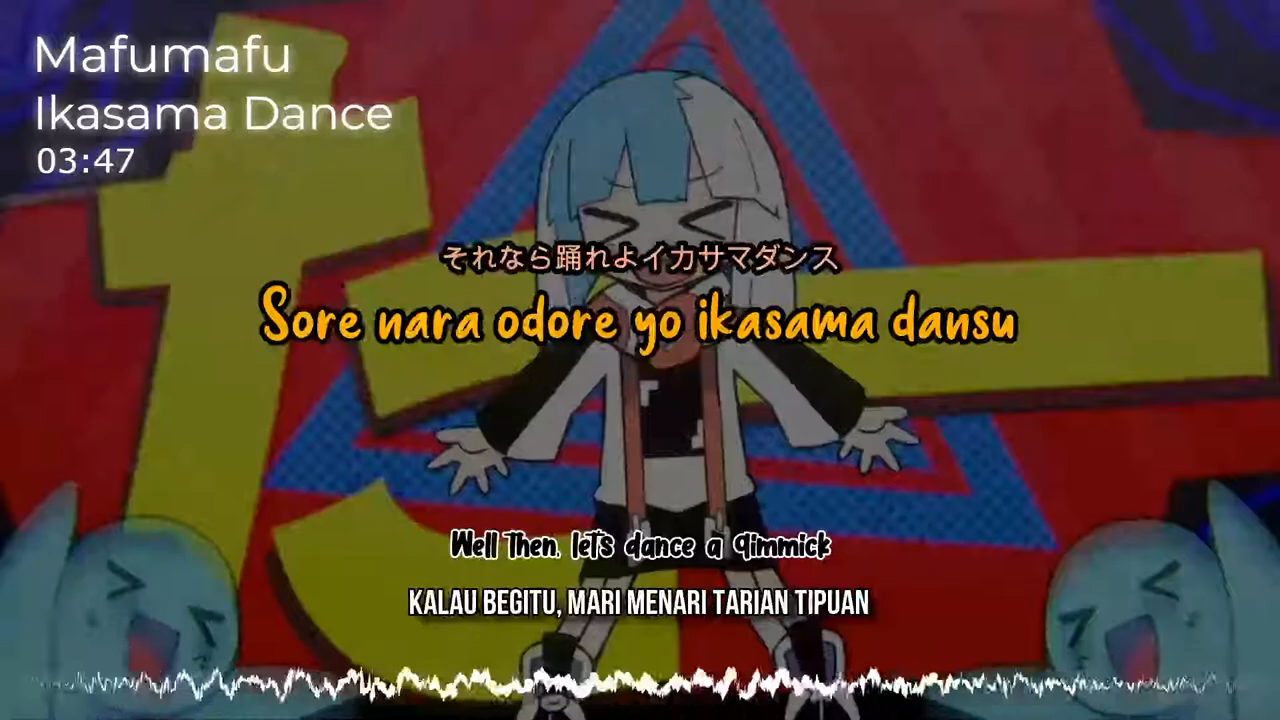 Mafumafu
Ikasama Dance
03:47
それなら踊れよイカサマダンス
Sore nara odore yo ikasama dansu
Well Then, let's dance a gimmick
KALAU BEGITU, MARI MENARI TARIAN TIPUAN